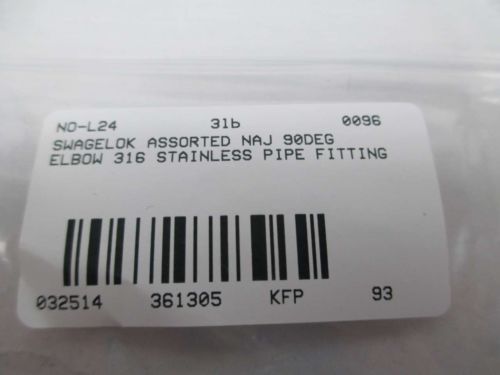 NO-L24 31b 0096
SWAGELOK ASSORTED NAJ 90DEG
ELBOW 316 STAINLESS PIPE FITTING
032514 361305 KFP 93